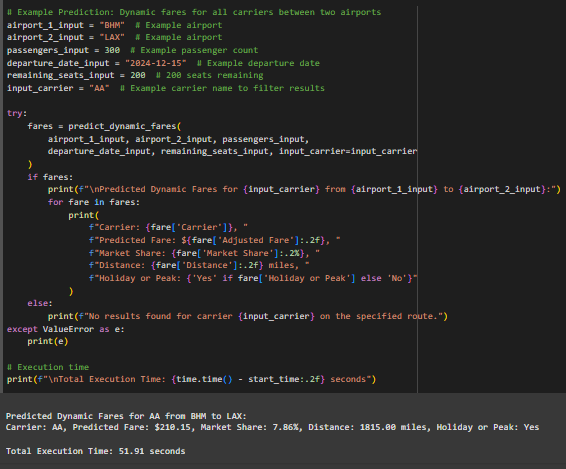 # Example Prediction: Dynamic fares for all carriers between two airports
airport_1_input = "BHM"  # Example airport
airport_2_input = "LAX"  # Example airport
passengers_input = 300  # Example passenger count
departure_date_input = "2024-12-15"  # Example departure date
remaining_seats_input = 200  # 200 seats remaining
input_carrier = "AA"  # Example carrier name to filter results

try:
    fares = predict_dynamic_fares(
        airport_1_input, airport_2_input, passengers_input,
        departure_date_input, remaining_seats_input, input_carrier=input_carrier
    )
    if fares:
        print(f"\nPredicted Dynamic Fares for {input_carrier} from {airport_1_input} to {airport_2_input}:")
        for fare in fares:
            print(
                f"Carrier: {fare['Carrier']}, "
                f"Predicted Fare: ${fare['Adjusted Fare']:.2f}, "
                f"Market Share: {fare['Market Share']:.2%}, "
                f"Distance: {fare['Distance']:.2f} miles, "
                f"Holiday or Peak: {'Yes' if fare['Holiday or Peak'] else 'No'}"
            )
    else:
        print(f"No results found for carrier {input_carrier} on the specified route.")
except ValueError as e:
    print(e)

# Execution time
print(f"\nTotal Execution Time: {time.time() - start_time:.2f} seconds")

Predicted Dynamic Fares for AA from BHM to LAX:
Carrier: AA, Predicted Fare: $210.15, Market Share: 7.86%, Distance: 1815.00 miles, Holiday or Peak: Yes

Total Execution Time: 51.91 seconds